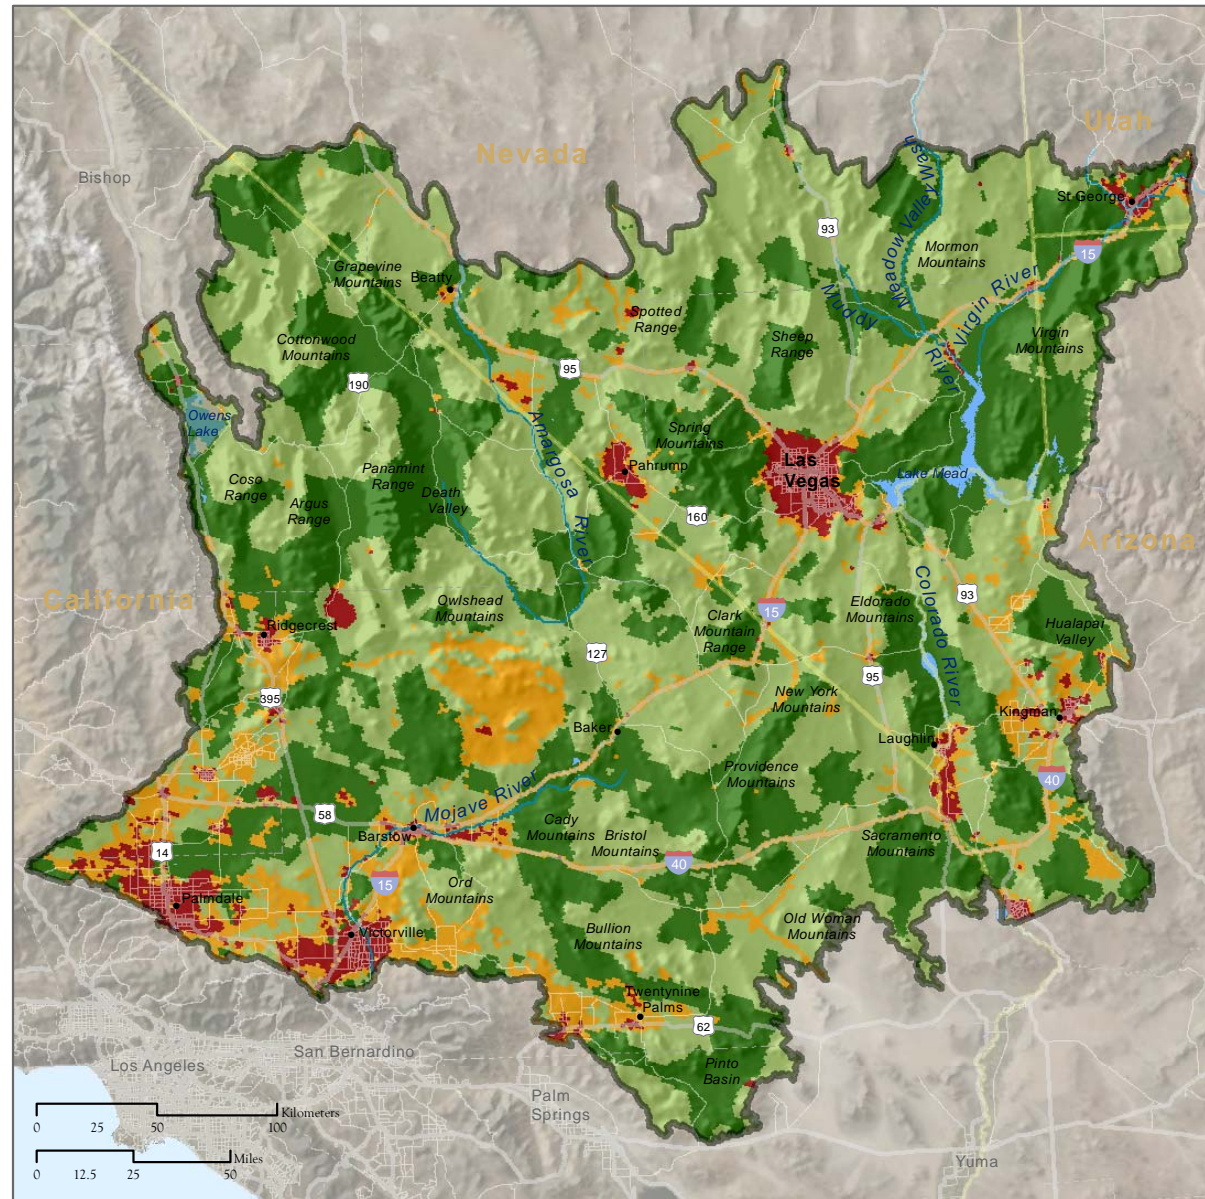 Utah
Nevada
Bishop
St George
93
Meadow Valley Wash
Mormon
Mountains
15
Grapevine
Mountains
Beatty
Virgin River
Muddy
River
Spotted
Range
Sheep
Range
Virgin
Mountains
Cottonwood
Mountains
95
190
Owens
Lake
Amargosa
River
Spring
Mountains
Pahrump
Las
Vegas
Lake Mead
Coso
Range
Panamint
Range
Argus
Range
Death
Valley
160
Arizona
California
Owlshead
Mountains
Colorado River
93
15
Eldorado
Mountains
Clark
Mountain
Range
Hualapai
Valley
Ridgecrest
127
95
395
New York
Mountains
Kingman
Baker
Laughlin
Providence
Mountains
40
Mojave River
58
Barstow
Cady
Mountains
Bristol
Mountains
Sacramento
Mountains
14
40
15
Ord
Mountains
Palmdale
Victorville
Old Woman
Mountains
Bullion
Mountains
Twentynine
Palms
62
Los Angeles
San Bernardino
Pinto
Basin
Palm
Springs
Kilometers
0 25 50 100
Miles
0 12.5 25 50
Yuma